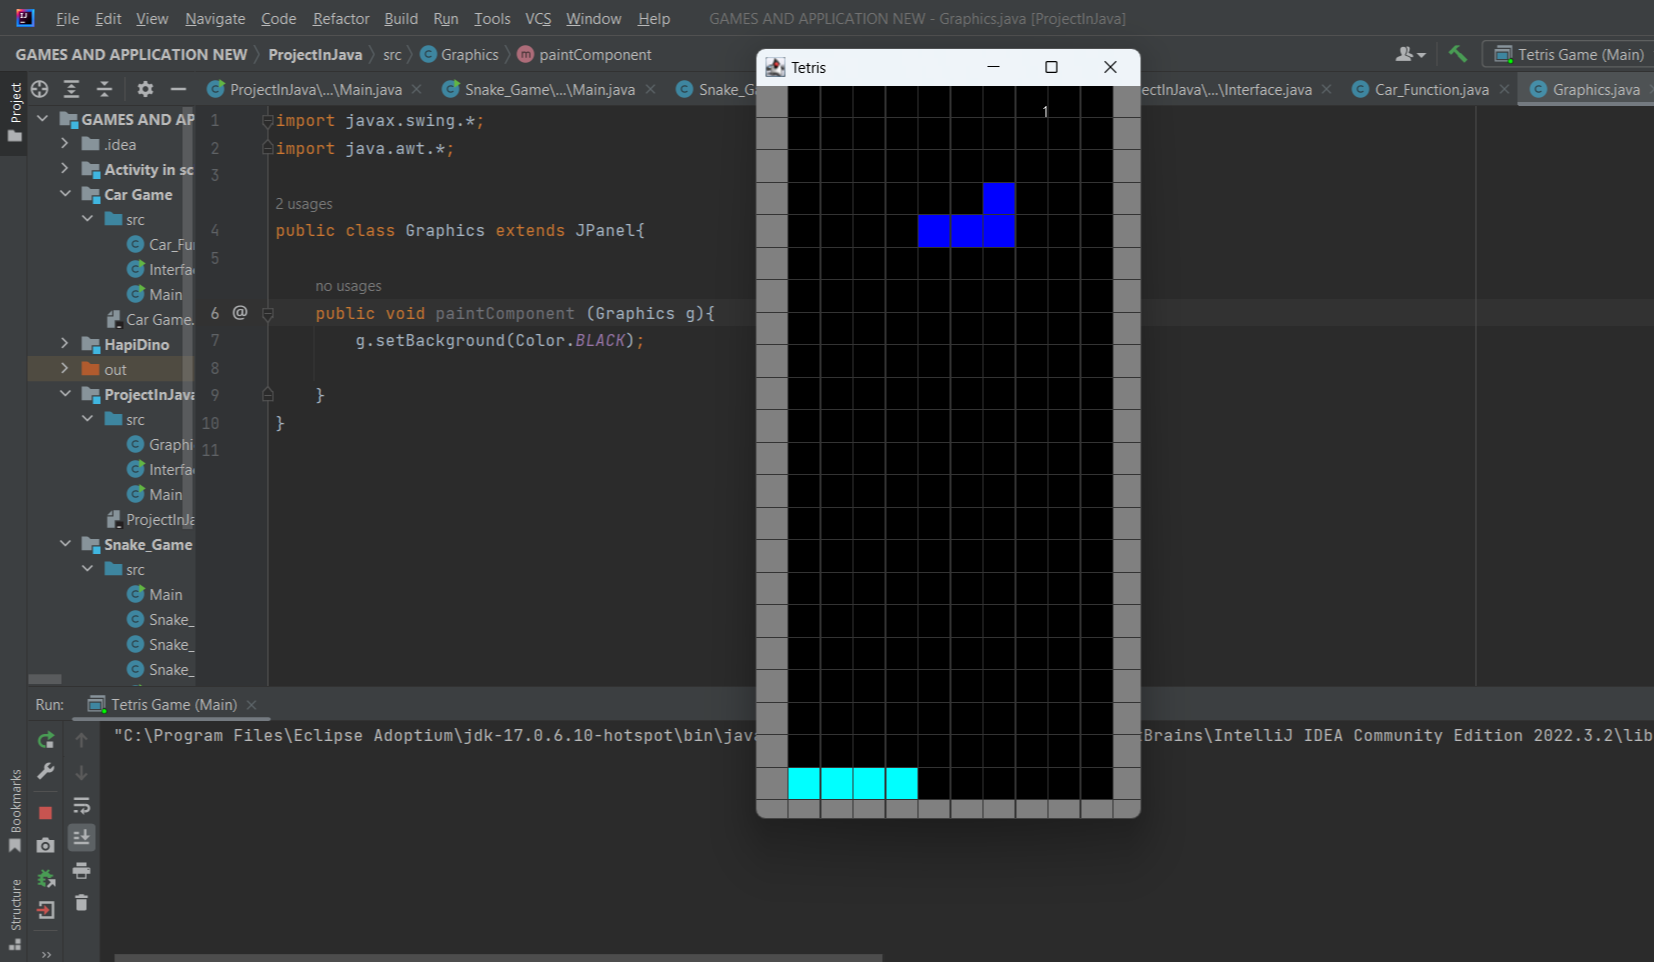 File Edit View Navigate Code Refactor Build Run Tools VCS Window Help GAMES AND APPLICATION NEW - Graphics.java [ProjectInJava]
GAMES AND APPLICATION NEW ProjectInJava src Graphics paintComponent Tetris Game (Main)
Tetris
ProjectInJava\...\Main.java Snake_Game\...\Main.java Snake_G ectInJava\...\Interface.java Car_Function.java Graphics.java
Project
GAMES AND AP
.idea
Activity in sc
Car Game
src
Car_Fu
Interfa
Main
Car Game.
HapiDino
out
ProjectInJava
src
Graphi
Interfa
Main
ProjectInJa
Snake_Game
src
Main
Snake_
Snake_
Snake_
1 import javax.swing.*;
2 import java.awt.*;
3
2 usages
4 public class Graphics extends JPanel{
5
no usages
6 @ public void paintComponent (Graphics g){
7 g.setBackground(Color.BLACK);
8
9 }
10 }
11
1
Run: Tetris Game (Main)
"C:\Program Files\Eclipse Adoptium\jdk-17.0.6.10-hotspot\bin\java Brains\IntelliJ IDEA Community Edition 2022.3.2\lib
Bookmarks
Structure